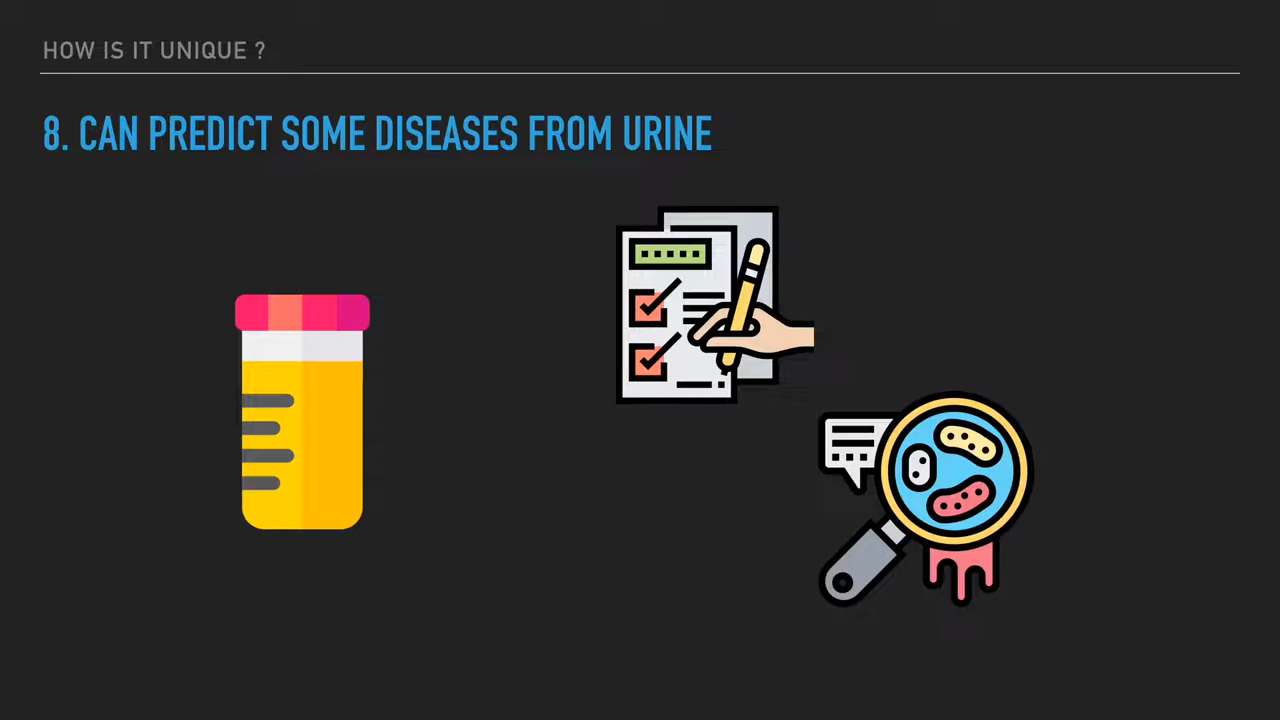 HOW IS IT UNIQUE ?
8. CAN PREDICT SOME DISEASES FROM URINE